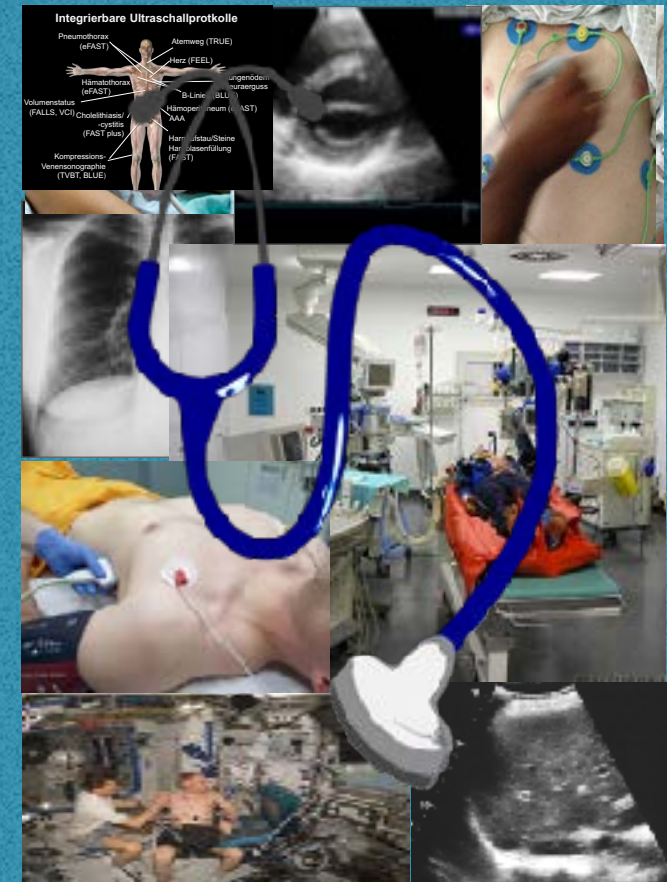 Integrierbare Ultraschallprotkolle
Pneumothorax
(eFAST)
Atemweg (TRUE)
Herz (FEEL)
Hämatothorax
(eFAST)
B-Linien
Volumenstatus
(FALLS, VCI)
Cholelithiasis/
-cystitis
(FAST plus)
AAA
(FAST)
Kompressions-
Venensonographie
(TVBT, BLUE)